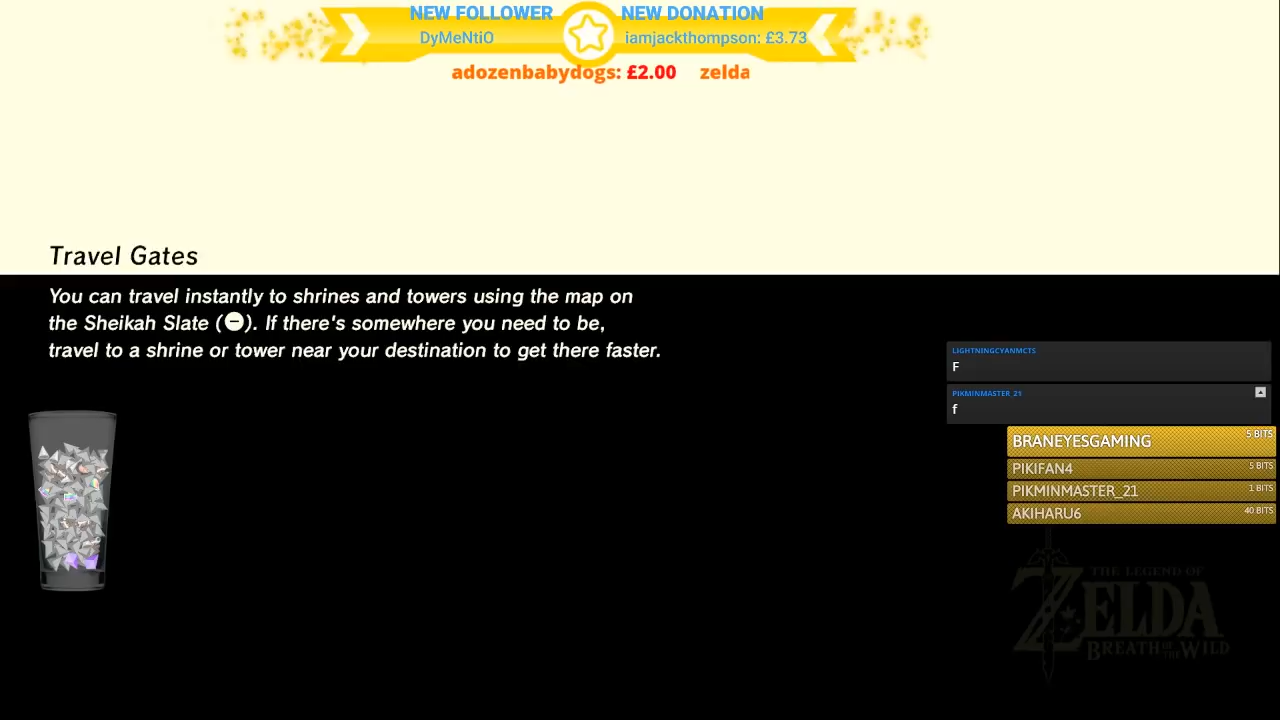 NEW FOLLOWER
DyMeNtiO
NEW DONATION
iamjackthompson: £3.73
adozenbabydogs: £2.00 zelda
Travel Gates
You can travel instantly to shrines and towers using the map on
the Sheikah Slate (−). If there's somewhere you need to be,
travel to a shrine or tower near your destination to get there faster.
LIGHTNINGCYANMCTS
F
PIKMINMASTER_21
f
BRANEYESGAMING 5 BITS
PIKIFAN4 5 BITS
PIKMINMASTER_21 1 BITS
AKIHARU6 40 BITS
THE LEGEND OF
ZELDA
BREATH OF THE WILD